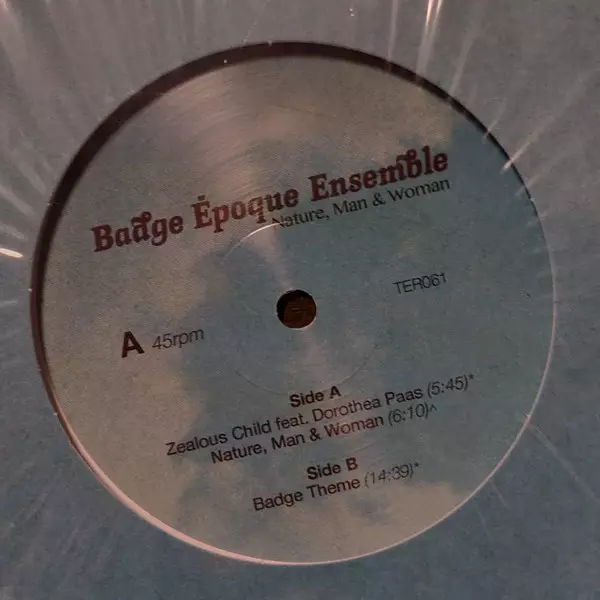 Badge Époque Ensemble
Nature, Man & Woman
TER061
A 45rpm
Side A
Zealous Child feat. Dorothea Paas (5:45)*
Nature, Man & Woman (6:10)^
Side B
Badge Theme (14:39)*